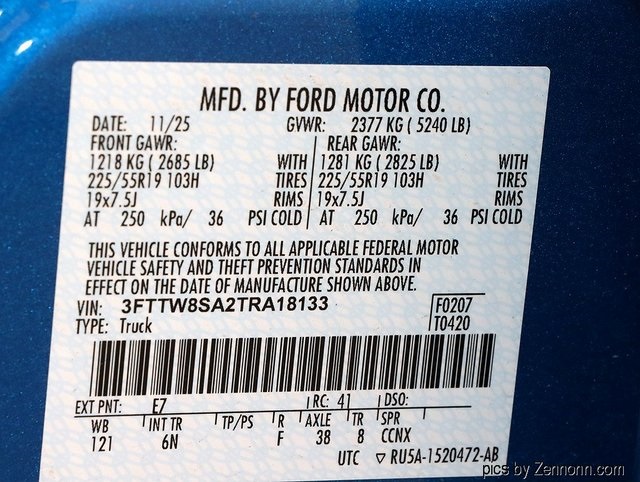 MFD. BY FORD MOTOR CO.
DATE: 11/25 GVWR: 2377 KG ( 5240 LB)
FRONT GAWR: REAR GAWR:
1218 KG ( 2685 LB) WITH 1281 KG ( 2825 LB) WITH
225/55R19 103H TIRES 225/55R19 103H TIRES
19x7.5J RIMS 19x7.5J RIMS
AT 250 kPa/ 36 PSI COLD AT 250 kPa/ 36 PSI COLD
THIS VEHICLE CONFORMS TO ALL APPLICABLE FEDERAL MOTOR
VEHICLE SAFETY AND THEFT PREVENTION STANDARDS IN
EFFECT ON THE DATE OF MANUFACTURE SHOWN ABOVE.
VIN: 3FTTW8SA2TRA18133 F0207
TYPE: Truck T0420
EXT PNT: E7 RC: 41 DSO:
WB INT TR TP/PS R AXLE TR SPR
121 6N F 38 8 CCNX
UTC ▽ RU5A-1520472-AB
pics by Zennonn.com